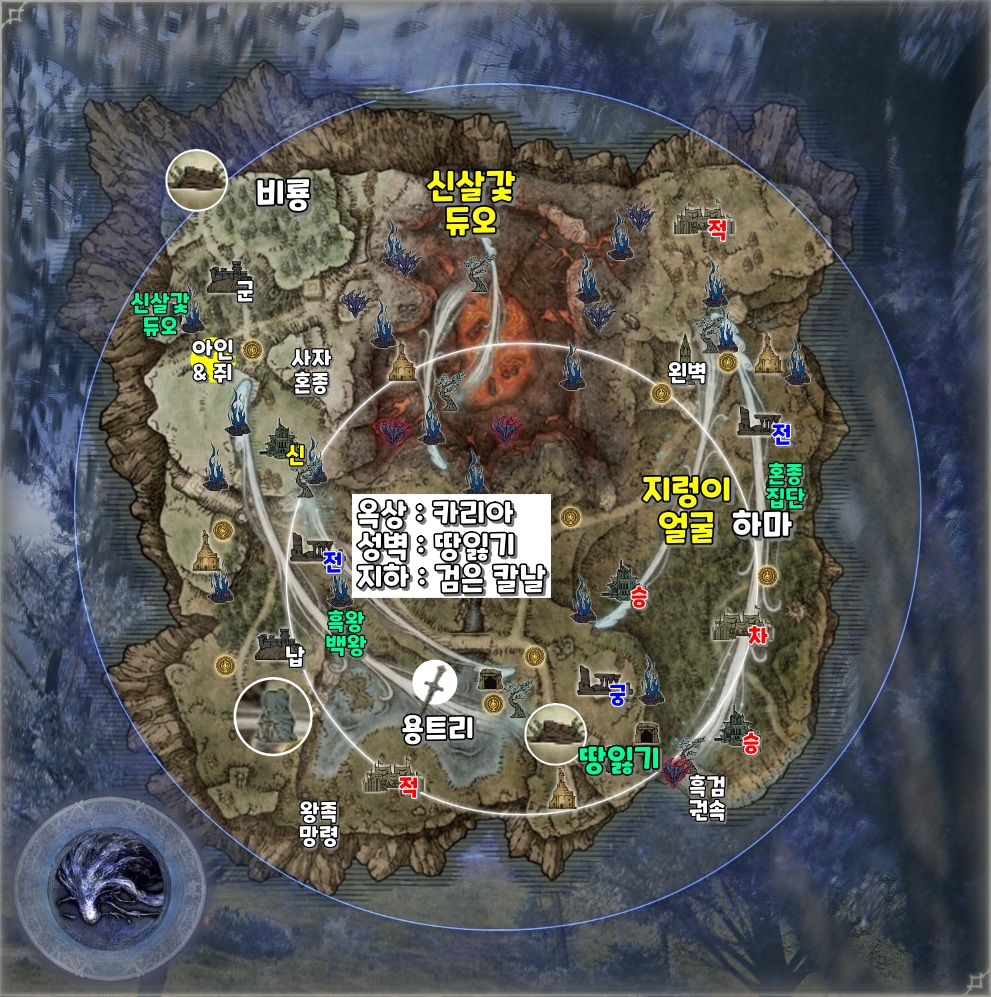 비룡
신살갗
듀오
적
군
신살갗
듀오
아인
& 쥐
사자
혼종
왼벽
전
신
혼종
집단
지렁이
얼굴
하마
옥상 : 카리아
성벽 : 땅잃기
지하 : 검은 칼날
전
승
흑왕
백왕
차
납
궁
용트리
땅잃기
승
적
흑검
권속
왕족
망령